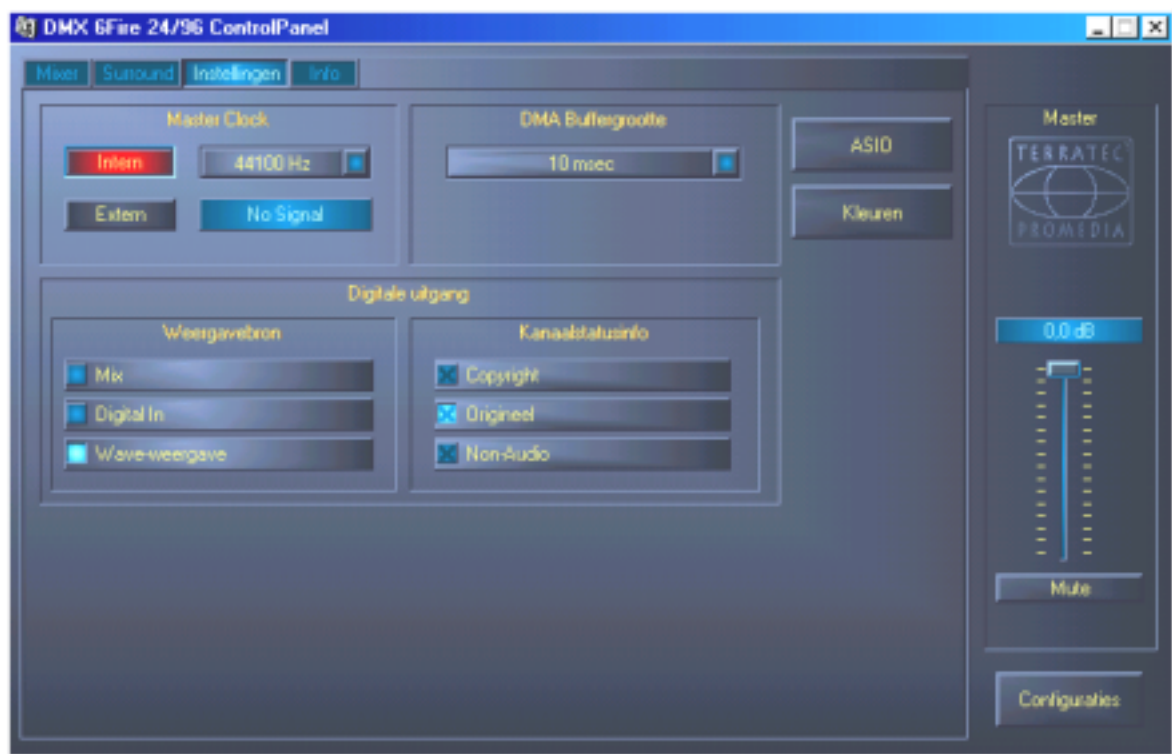 DMX 6Fire 24/96 ControlPanel
Mixer Surround Instellingen Info
Master Clock
Intern
44100 Hz
Extern
No Signal
DMA Buffergrootte
10 msec
ASIO
Kleuren
Digitale uitgang
Weergavebron
Mix
Digital In
Wave-weergave
Kanaalstatusinfo
Copyright
Origineel
Non-Audio
Master
TERRATEC
PROMEDIA
0,0 dB
Mute
Configuraties